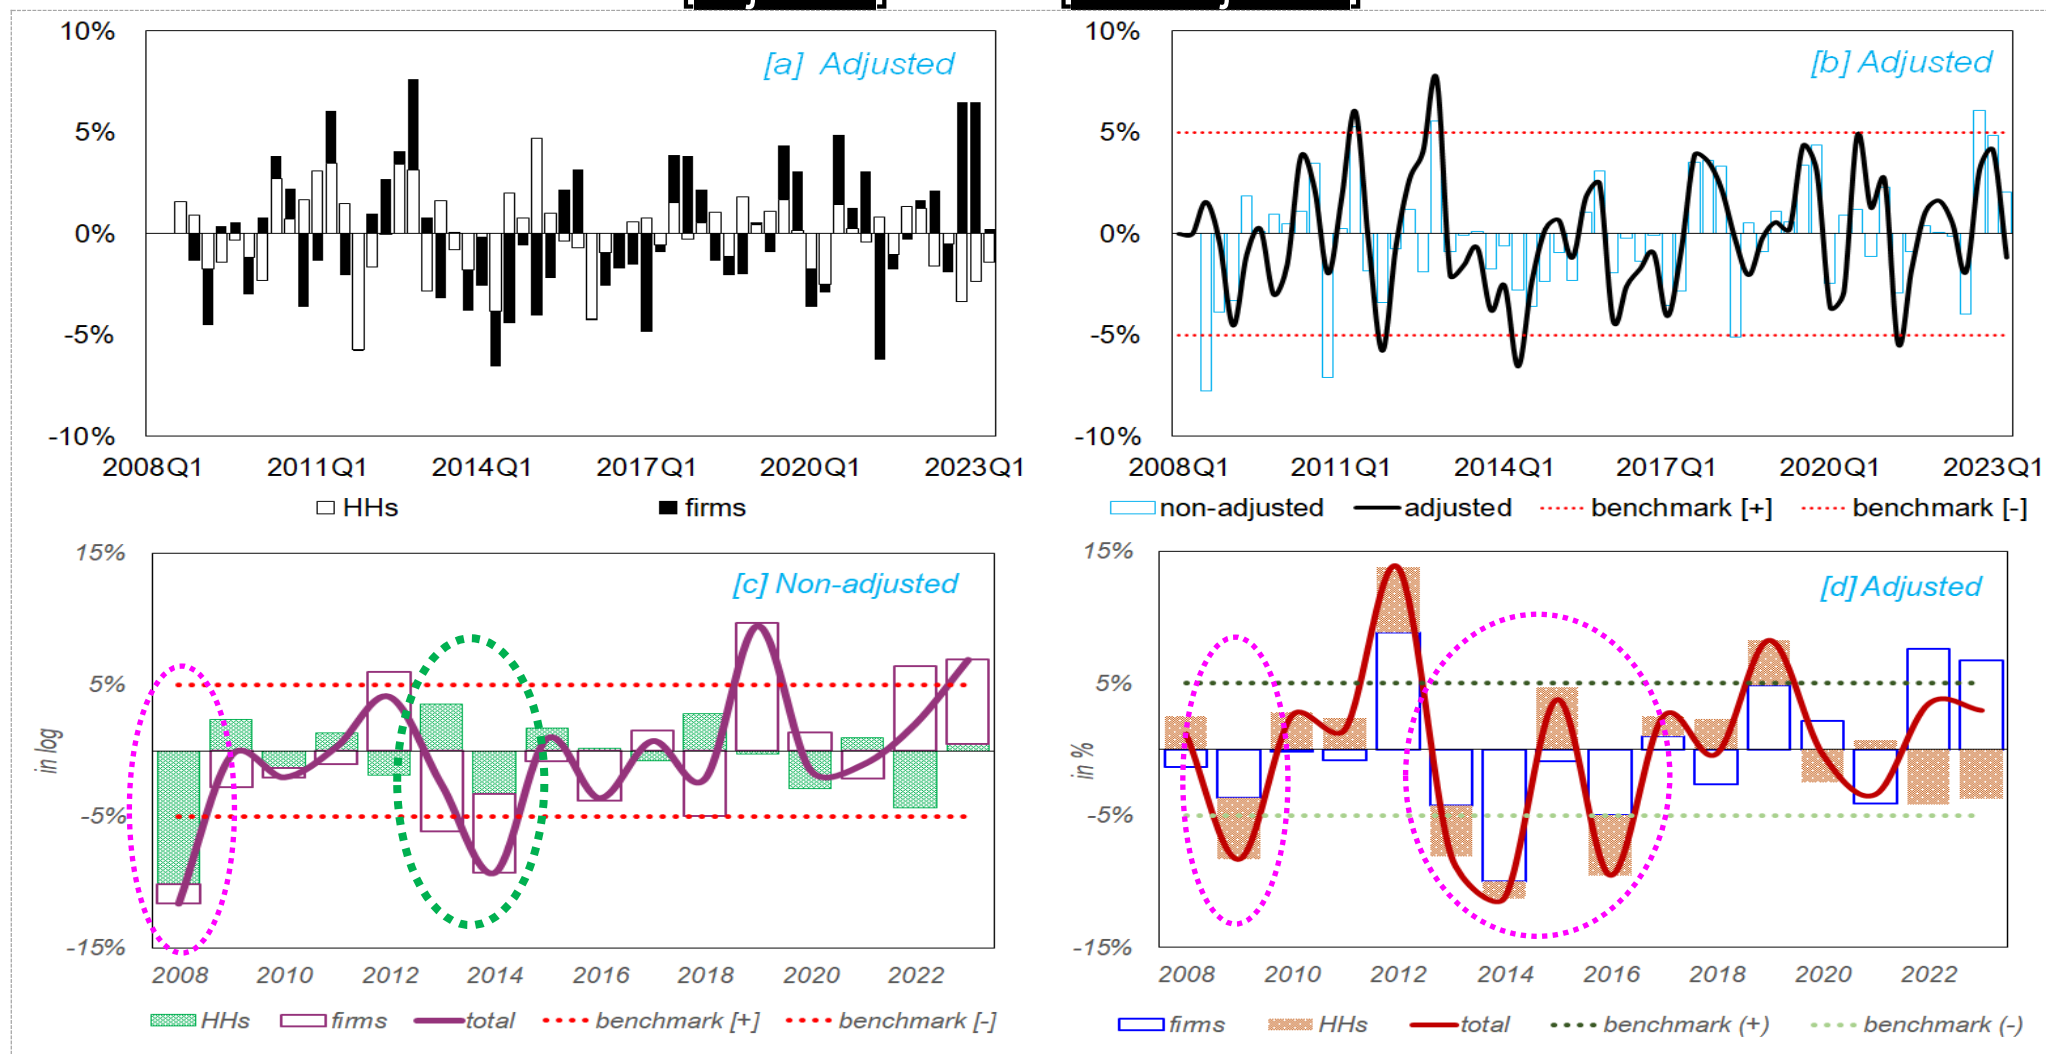 10%
[a] Adjusted
5%
0%
-5%
-10%
2008Q1 2011Q1 2014Q1 2017Q1 2020Q1 2023Q1
HHs firms
10%
[b] Adjusted
5%
0%
-5%
-10%
2008Q1 2011Q1 2014Q1 2017Q1 2020Q1 2023Q1
non-adjusted adjusted benchmark [+] benchmark [-]
15%
[c] Non-adjusted
5%
in log
-5%
-15%
2008 2010 2012 2014 2016 2018 2020 2022
HHs firms total benchmark [+] benchmark [-]
15%
[d] Adjusted
5%
in %
-5%
-15%
2008 2010 2012 2014 2016 2018 2020 2022
firms HHs total benchmark (+) benchmark (-)